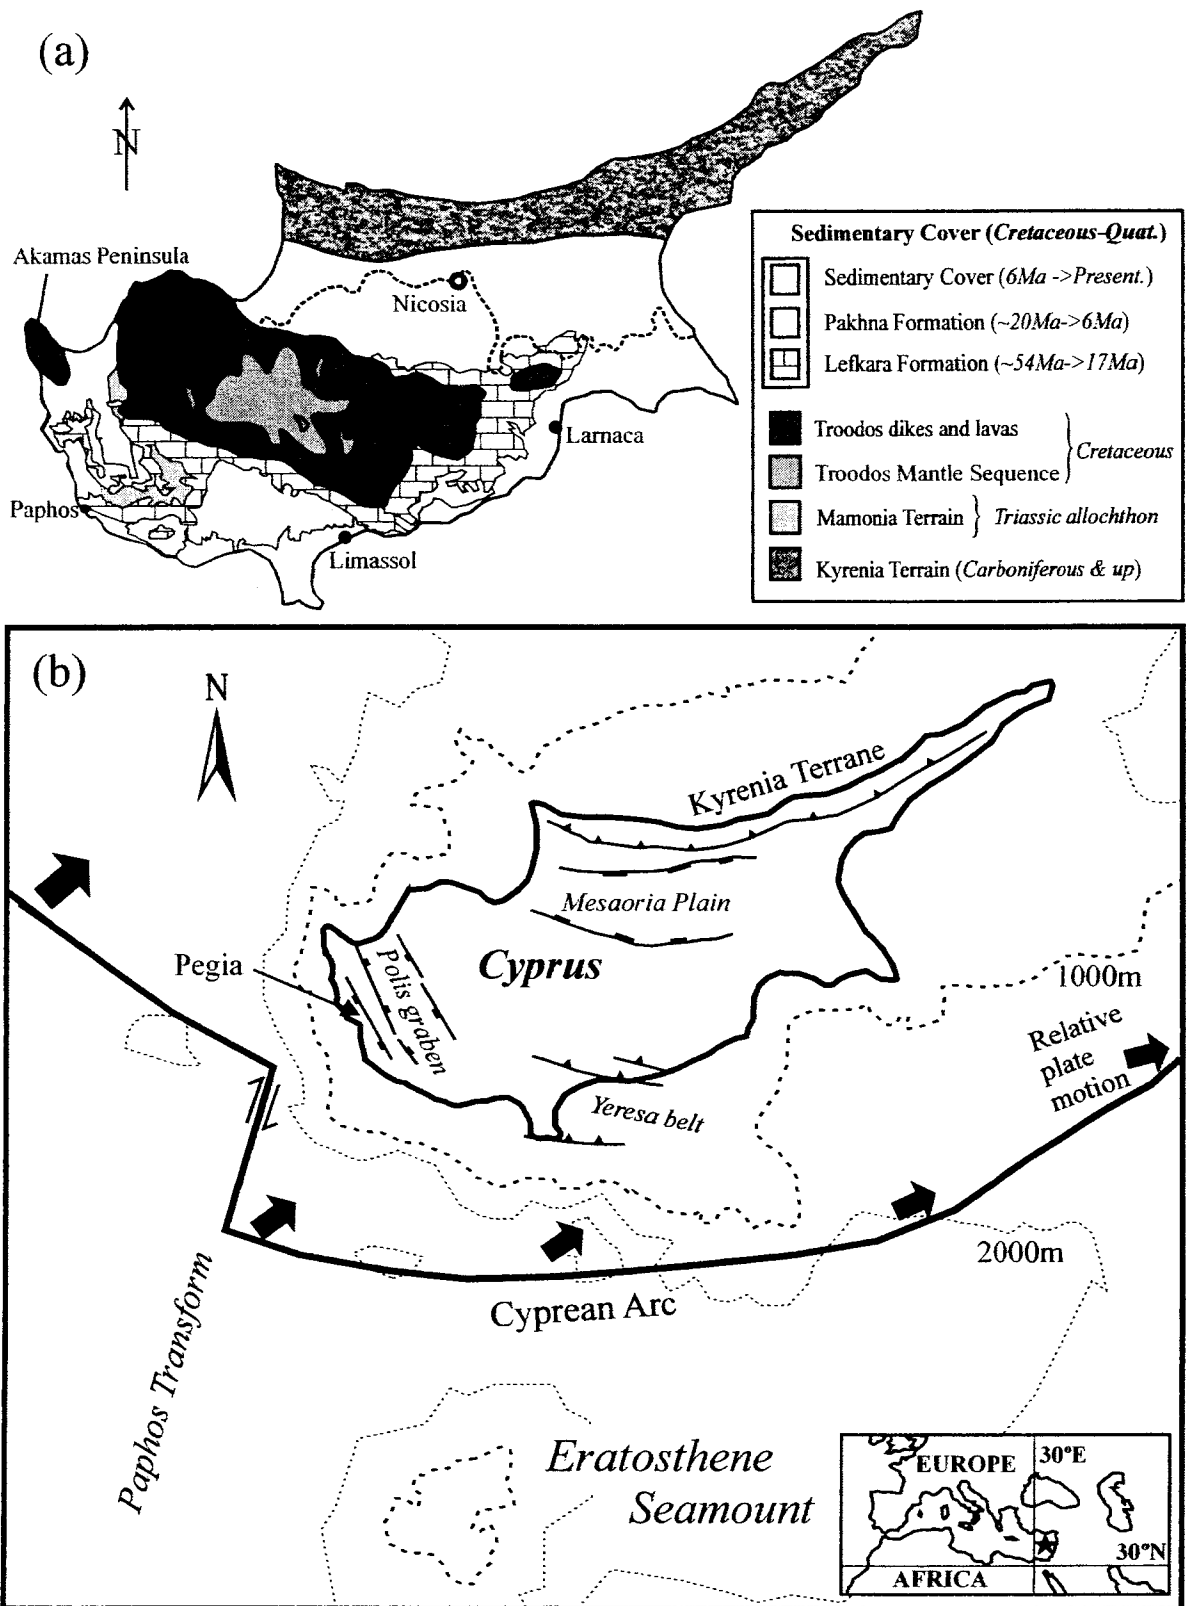 (a)
N
Akamas Peninsula
Nicosia
Larnaca
Paphos
Limassol
Sedimentary Cover (Cretaceous-Quat.)
Sedimentary Cover (6Ma ->Present.)
Pakhna Formation (~20Ma->6Ma)
Lefkara Formation (~54Ma->17Ma)
Troodos dikes and lavas
Troodos Mantle Sequence
Cretaceous
Mamonia Terrain
Triassic allochthon
Kyrenia Terrain (Carboniferous & up)
(b)
N
Kyrenia Terrane
Mesaoria Plain
Cyprus
Pegia
Polis graben
1000m
Relative
plate
motion
Yeresa belt
2000m
Cyprean Arc
Paphos Transform
Eratosthene
Seamount
EUROPE
30°E
30°N
AFRICA